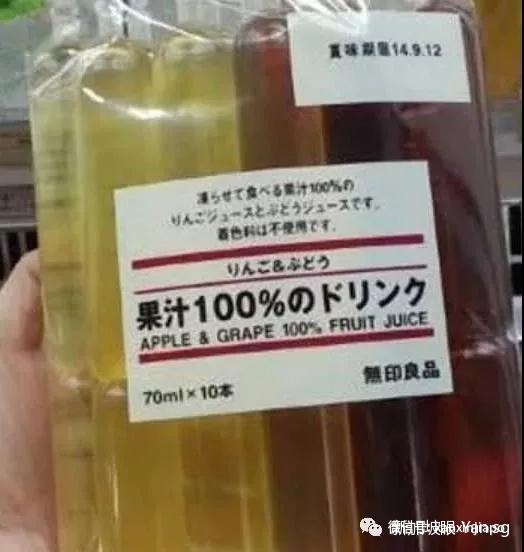 賞味期限14.9.12
凍らせて食べる果汁100%の
りんごジュースとぶどうジュースです。
着色料は不使用です。
りんご&ぶどう
果汁100%のドリンク
APPLE & GRAPE 100% FRUIT JUICE
70ml×10本
無印良品